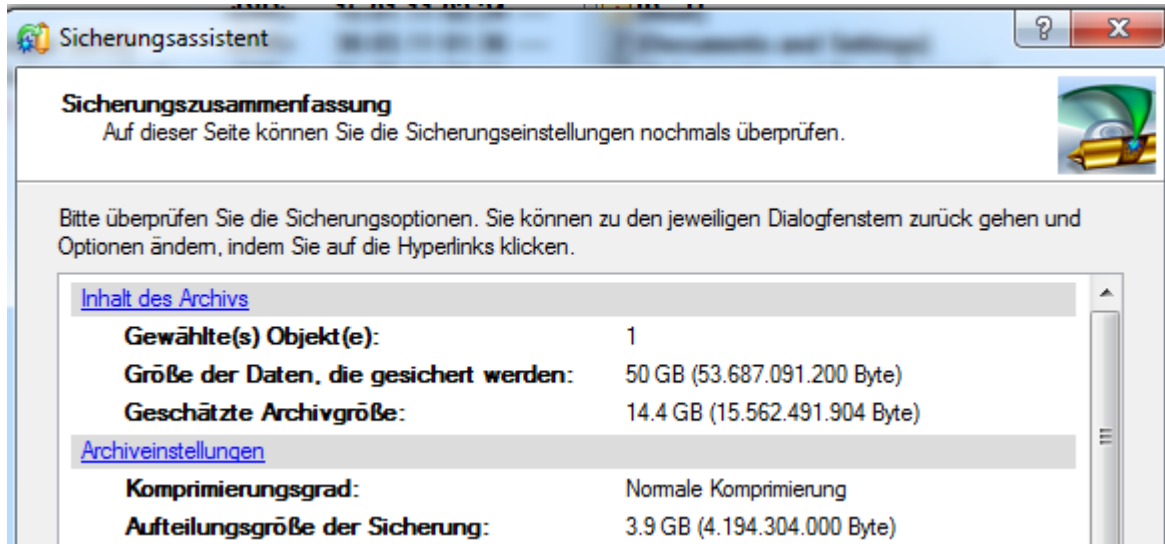 Sicherungsassistent
Sicherungszusammenfassung
Auf dieser Seite können Sie die Sicherungseinstellungen nochmals überprüfen.
Bitte überprüfen Sie die Sicherungsoptionen. Sie können zu den jeweiligen Dialogfenstern zurück gehen und
Optionen ändern, indem Sie auf die Hyperlinks klicken.
Inhalt des Archivs
Gewählte(s) Objekt(e): 1
Größe der Daten, die gesichert werden: 50 GB (53.687.091.200 Byte)
Geschätzte Archivgröße: 14.4 GB (15.562.491.904 Byte)
Archiveinstellungen
Komprimierungsgrad: Normale Komprimierung
Aufteilungsgröße der Sicherung: 3.9 GB (4.194.304.000 Byte)